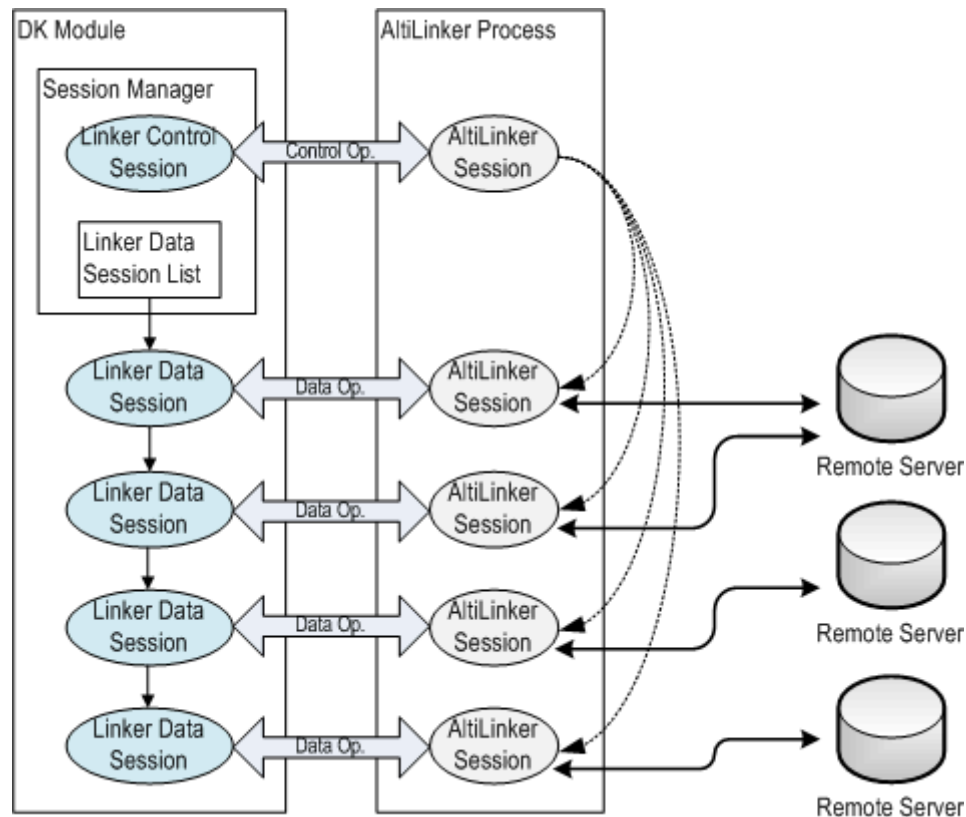 DK Module
AltiLinker Process
Session Manager
Linker Control
Session
Control Op.
AltiLinker
Session
Linker Data
Session List
Linker Data
Session
Data Op.
AltiLinker
Session
Remote Server
Linker Data
Session
Data Op.
AltiLinker
Session
Linker Data
Session
Data Op.
AltiLinker
Session
Remote Server
Linker Data
Session
Data Op.
AltiLinker
Session
Remote Server